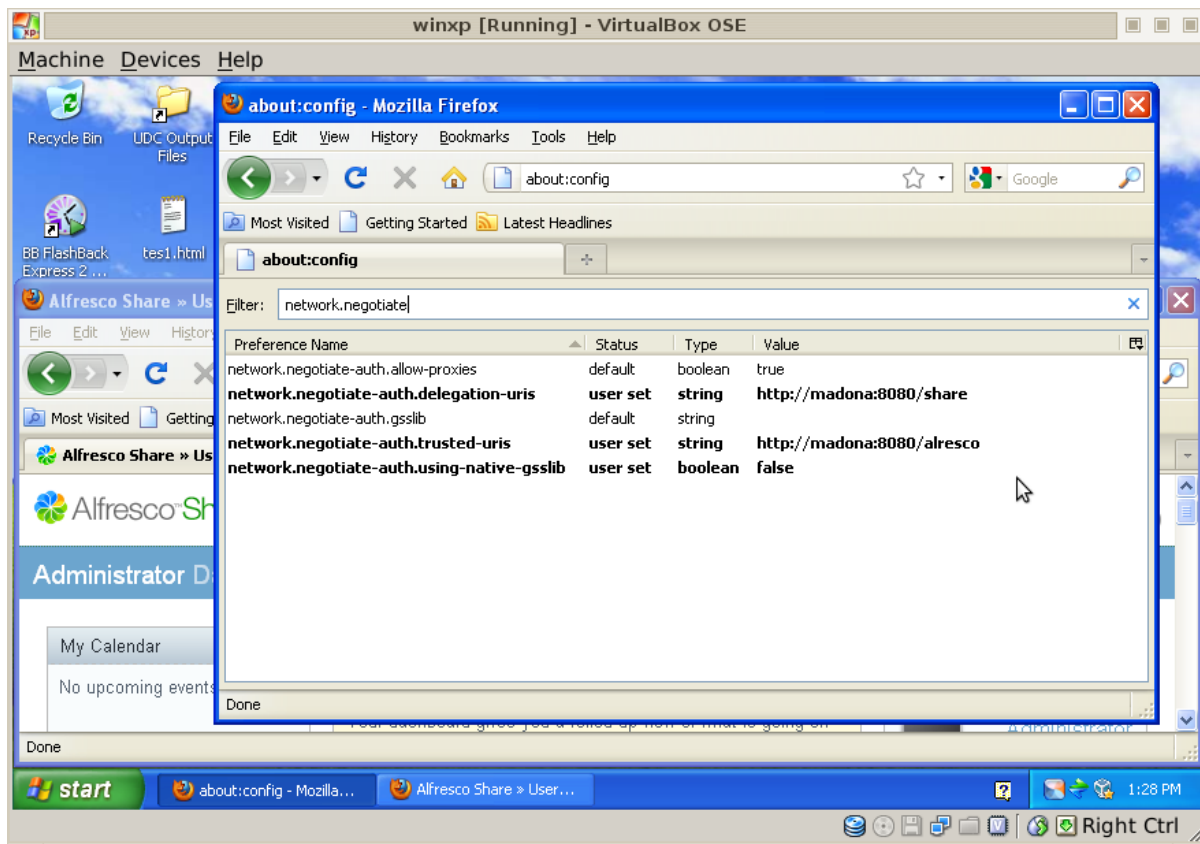 winxp [Running] - VirtualBox OSE
Machine Devices Help
Recycle Bin
UDC Output Files
BB FlashBack Express 2 ...
tes1.html
about:config - Mozilla Firefox
File Edit View History Bookmarks Tools Help
about:config
Google
Most Visited Getting Started Latest Headlines
about:config
Filter: network.negotiate
Preference Name Status Type Value
network.negotiate-auth.allow-proxies default boolean true
network.negotiate-auth.delegation-uris user set string http://madona:8080/share
network.negotiate-auth.gsslib default string
network.negotiate-auth.trusted-uris user set string http://madona:8080/alresco
network.negotiate-auth.using-native-gsslib user set boolean false
Done
Alfresco Share » Us
File Edit View History
Most Visited Getting
Alfresco Share » Us
Alfresco Sh
Administrator D
My Calendar
No upcoming events
Administrator
Done
start about:config - Mozilla... Alfresco Share » User... 1:28 PM
Right Ctrl